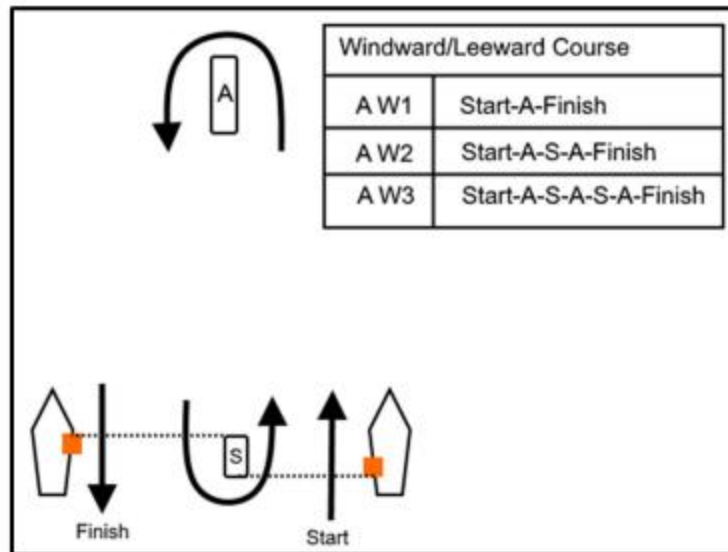 A
Windward/Leeward Course
A W1 Start-A-Finish
A W2 Start-A-S-A-Finish
A W3 Start-A-S-A-S-A-Finish
S
Finish
Start